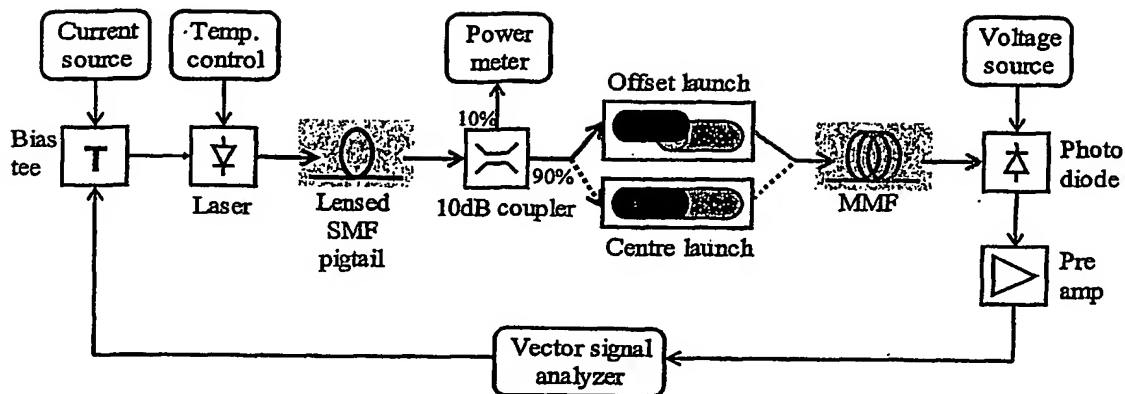 Current
source
Temp.
control
Power
meter
Voltage
source
Offset launch
10%
Bias
tee
T
90%
Photo
diode
Laser
Lensed
SMF
pigtail
10dB coupler
MMF
Centre launch
Pre
amp
Vector signal
analyzer